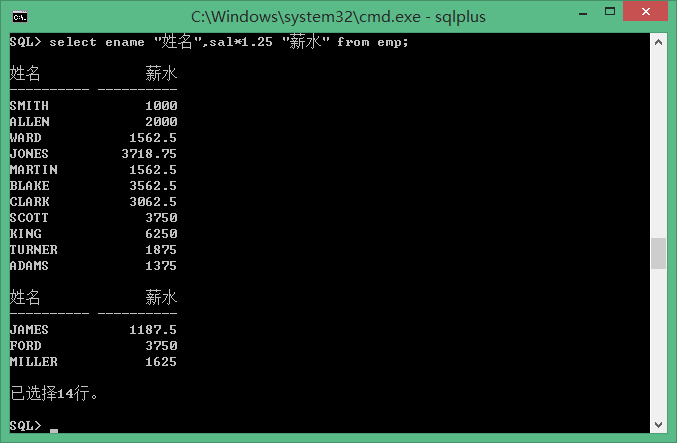 C:\Windows\system32\cmd.exe - sqlplus
SQL> select ename "姓名",sal*1.25 "薪水" from emp;
姓名 薪水
---------- ----------
SMITH 1000
ALLEN 2000
WARD 1562.5
JONES 3718.75
MARTIN 1562.5
BLAKE 3562.5
CLARK 3062.5
SCOTT 3750
KING 6250
TURNER 1875
ADAMS 1375
姓名 薪水
---------- ----------
JAMES 1187.5
FORD 3750
MILLER 1625
已选择14行。
SQL> _